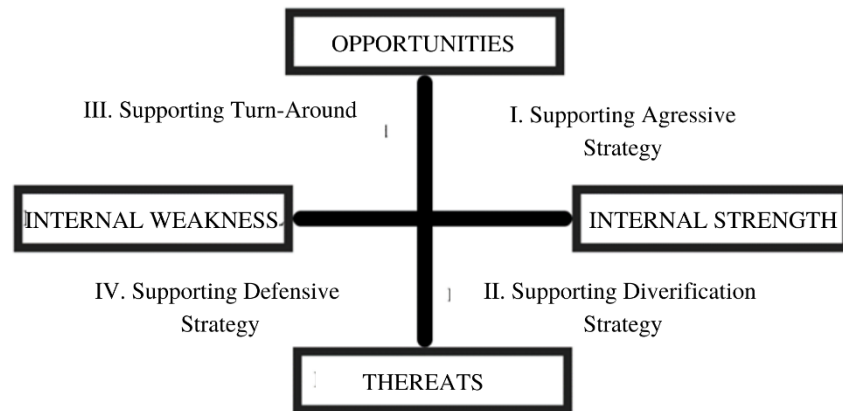 OPPORTUNITIES
III. Supporting Turn-Around
I. Supporting Agressive
Strategy
INTERNAL WEAKNESS
INTERNAL STRENGTH
IV. Supporting Defensive
Strategy
II. Supporting Diverification
Strategy
THEREATS